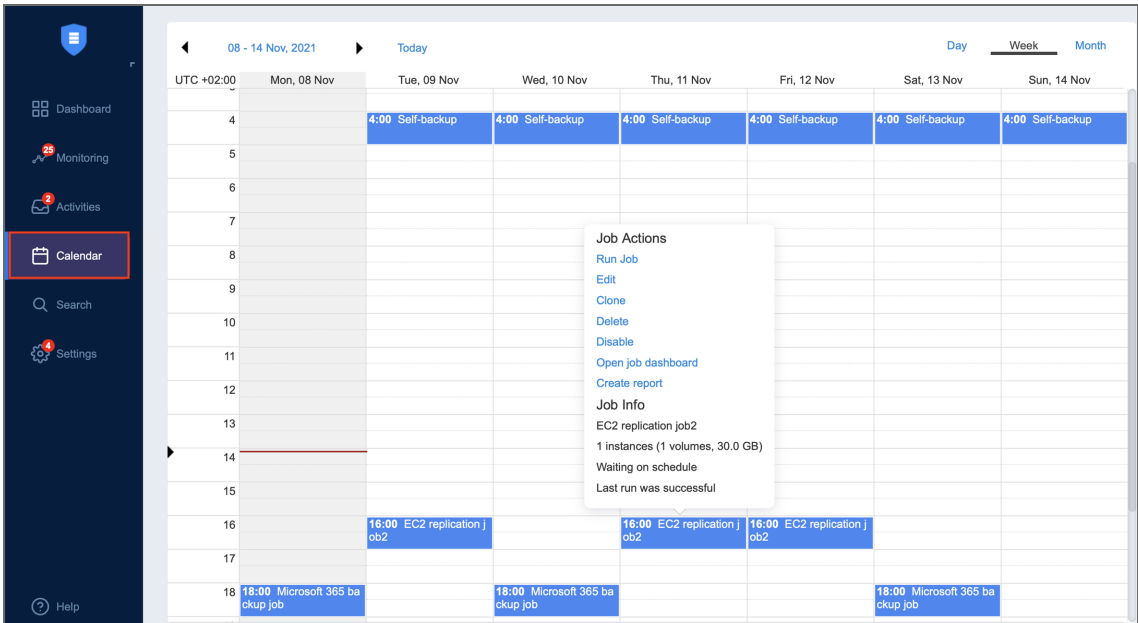 08 - 14 Nov, 2021
Today
Day
Week
Month
UTC +02:00
Mon, 08 Nov
Tue, 09 Nov
Wed, 10 Nov
Thu, 11 Nov
Fri, 12 Nov
Sat, 13 Nov
Sun, 14 Nov
Dashboard
25
Monitoring
2
Activities
Calendar
Search
4
Settings
Help
4
4:00 Self-backup
4:00 Self-backup
4:00 Self-backup
4:00 Self-backup
4:00 Self-backup
4:00 Self-backup
5
6
7
8
9
10
11
12
13
14
15
Job Actions
Run Job
Edit
Clone
Delete
Disable
Open job dashboard
Create report
Job Info
EC2 replication job2
1 instances (1 volumes, 30.0 GB)
Waiting on schedule
Last run was successful
16
16:00 EC2 replication j
ob2
16:00 EC2 replication j
ob2
16:00 EC2 replication j
ob2
17
18
18:00 Microsoft 365 ba
ckup job
18:00 Microsoft 365 ba
ckup job
18:00 Microsoft 365 ba
ckup job